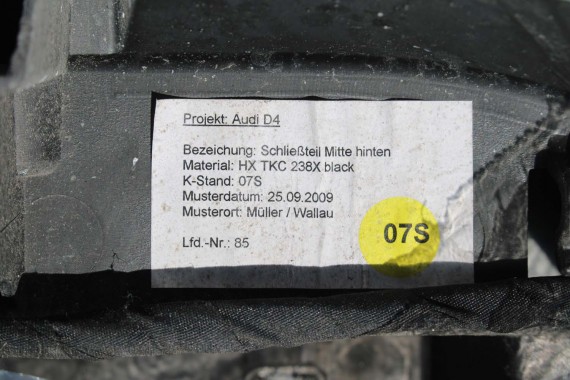 Projekt: Audi D4
Bezeichung: Schließteil Mitte hinten
Material: HX TKC 238X black
K-Stand: 07S
Musterdatum: 25.09.2009
Musterort: Müller / Wallau
07S
Lfd.-Nr.: 85